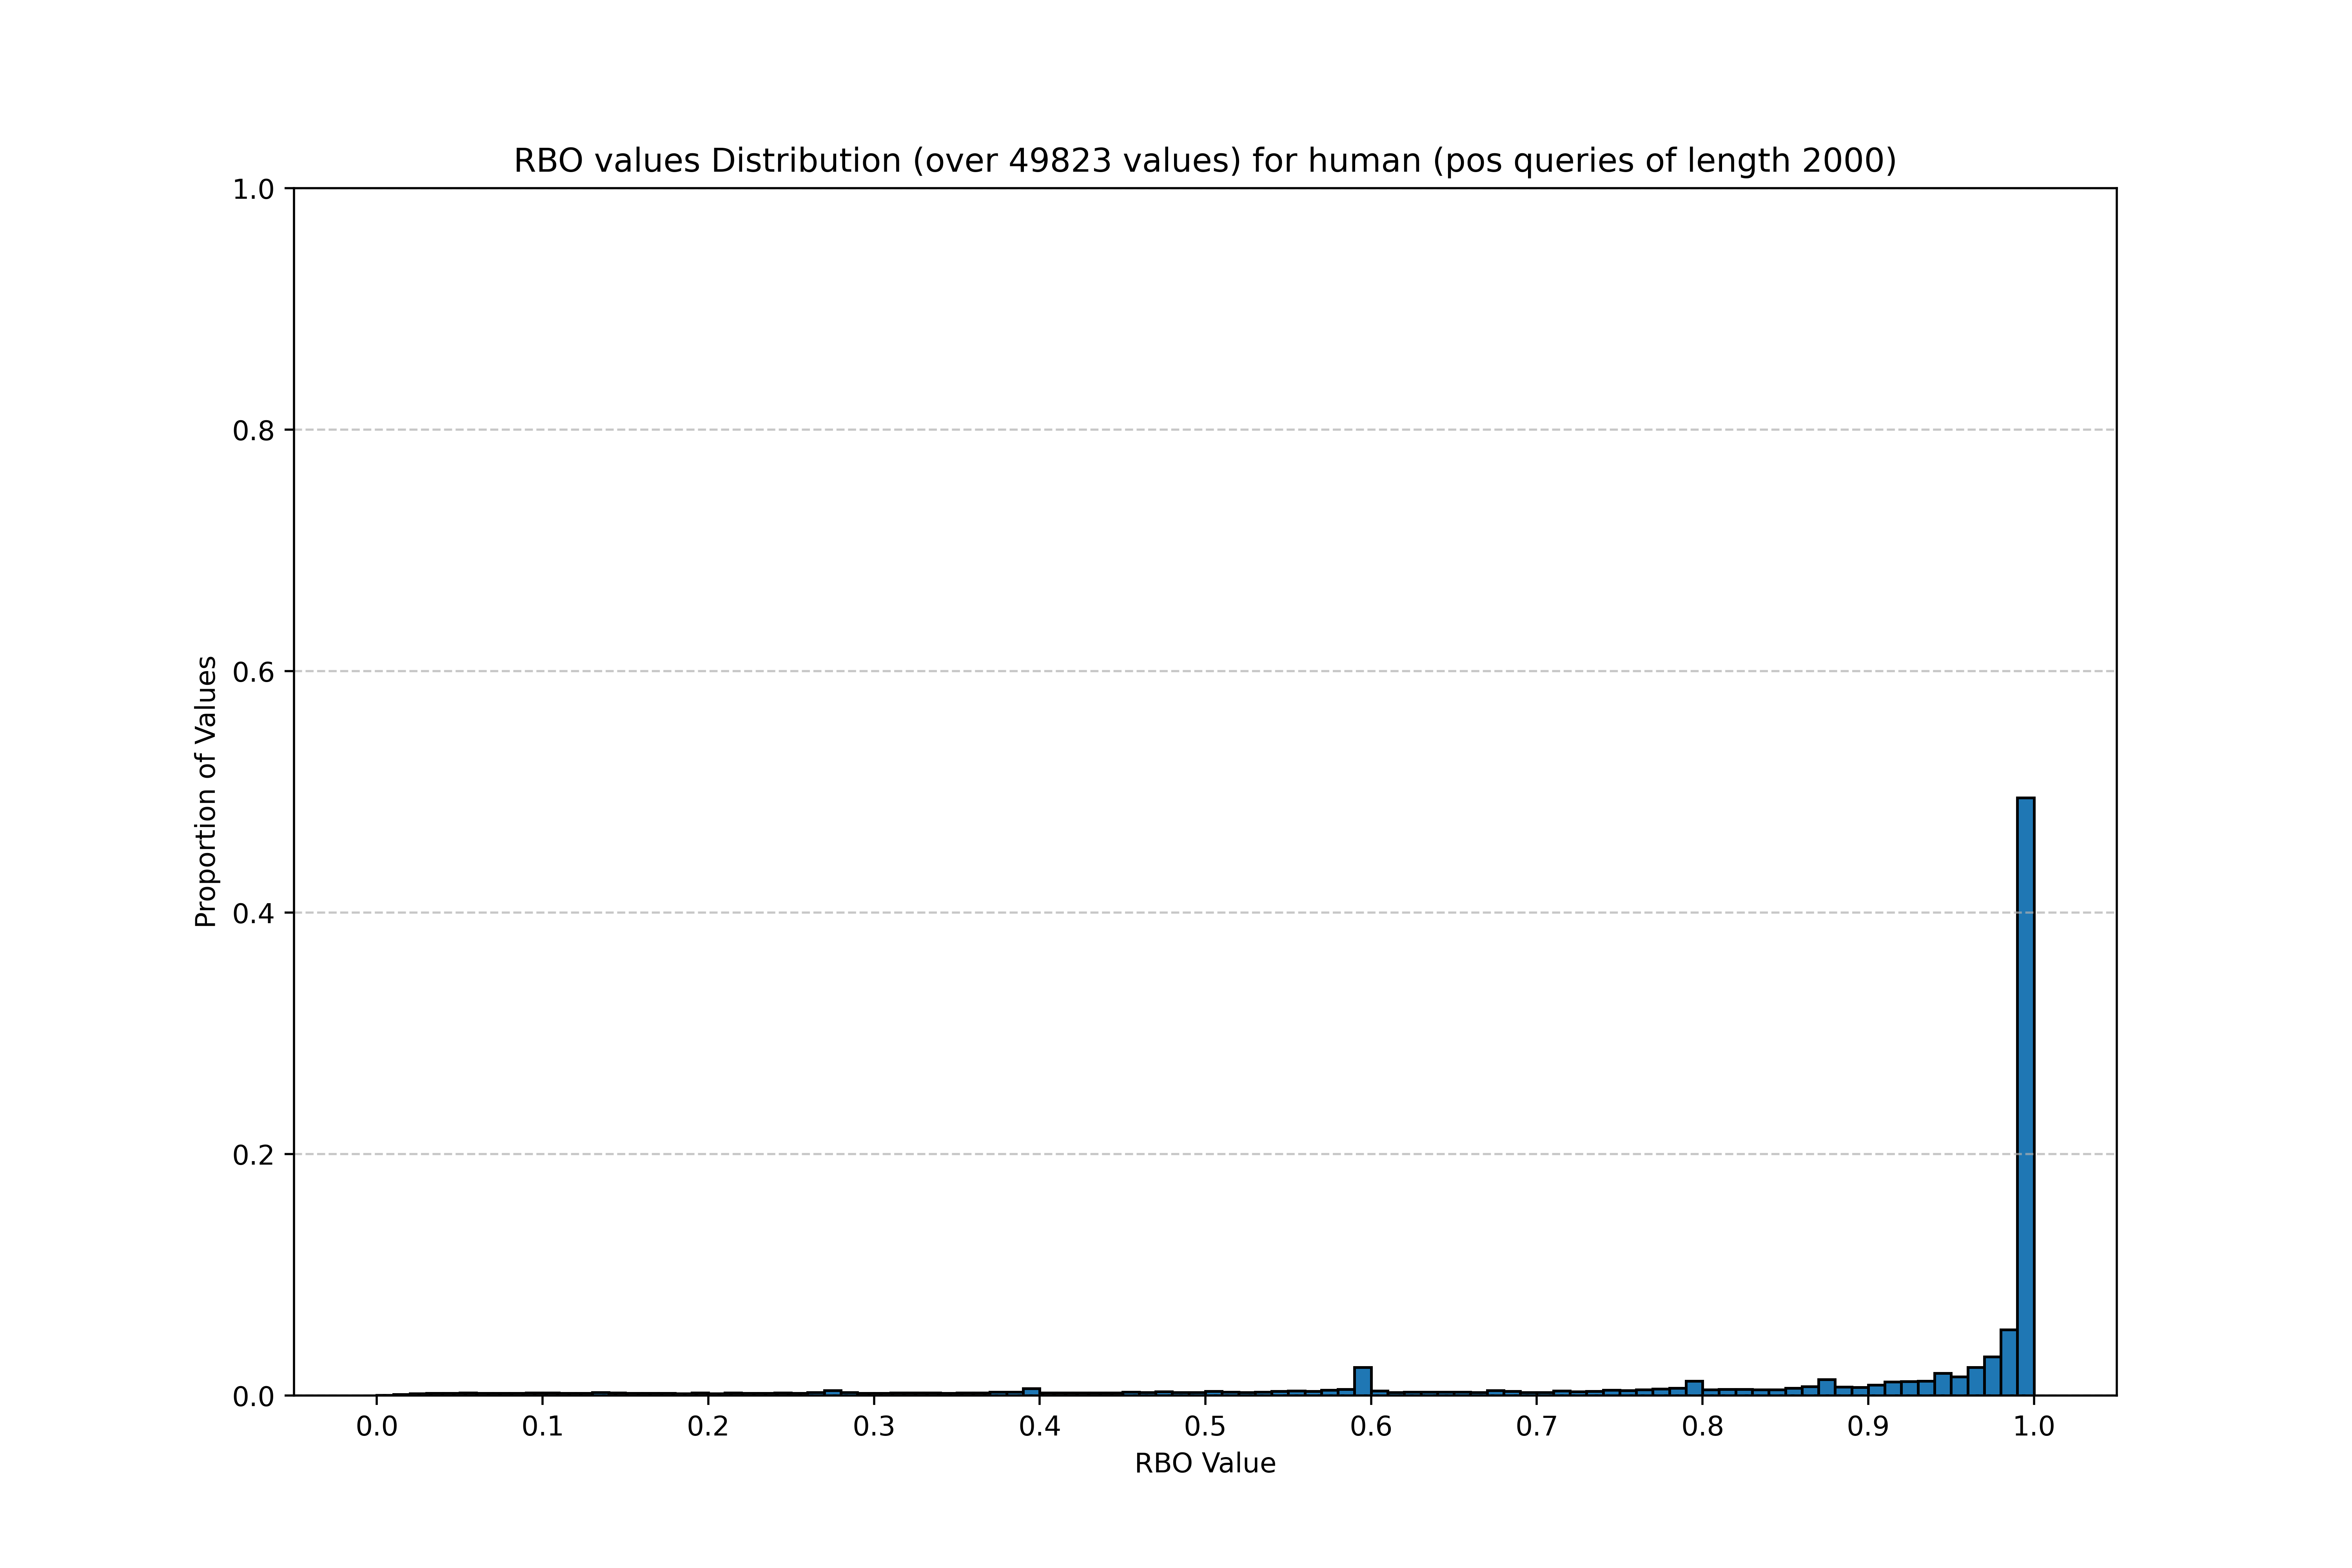 RBO values Distribution (over 49823 values) for human (pos queries of length 2000)
1.0
0.8
0.6
0.4
0.2
0.0
Proportion of Values
0.0 0.1 0.2 0.3 0.4 0.5 0.6 0.7 0.8 0.9 1.0
RBO Value